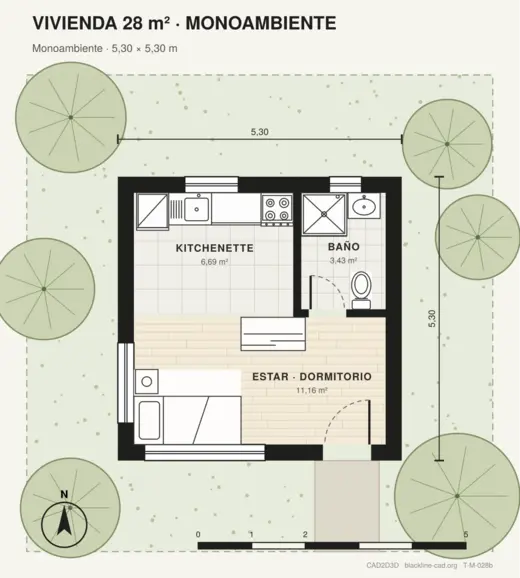 VIVIENDA 28 m² · MONOAMBIENTE
Monoambiente · 5,30 × 5,30 m
5,30
KITCHENETTE
6,69 m²
BAÑO
3,43 m²
5,30
ESTAR · DORMITORIO
11,16 m²
N
0 1 2 5
CAD2D3D blackline-cad.org T-M-028b